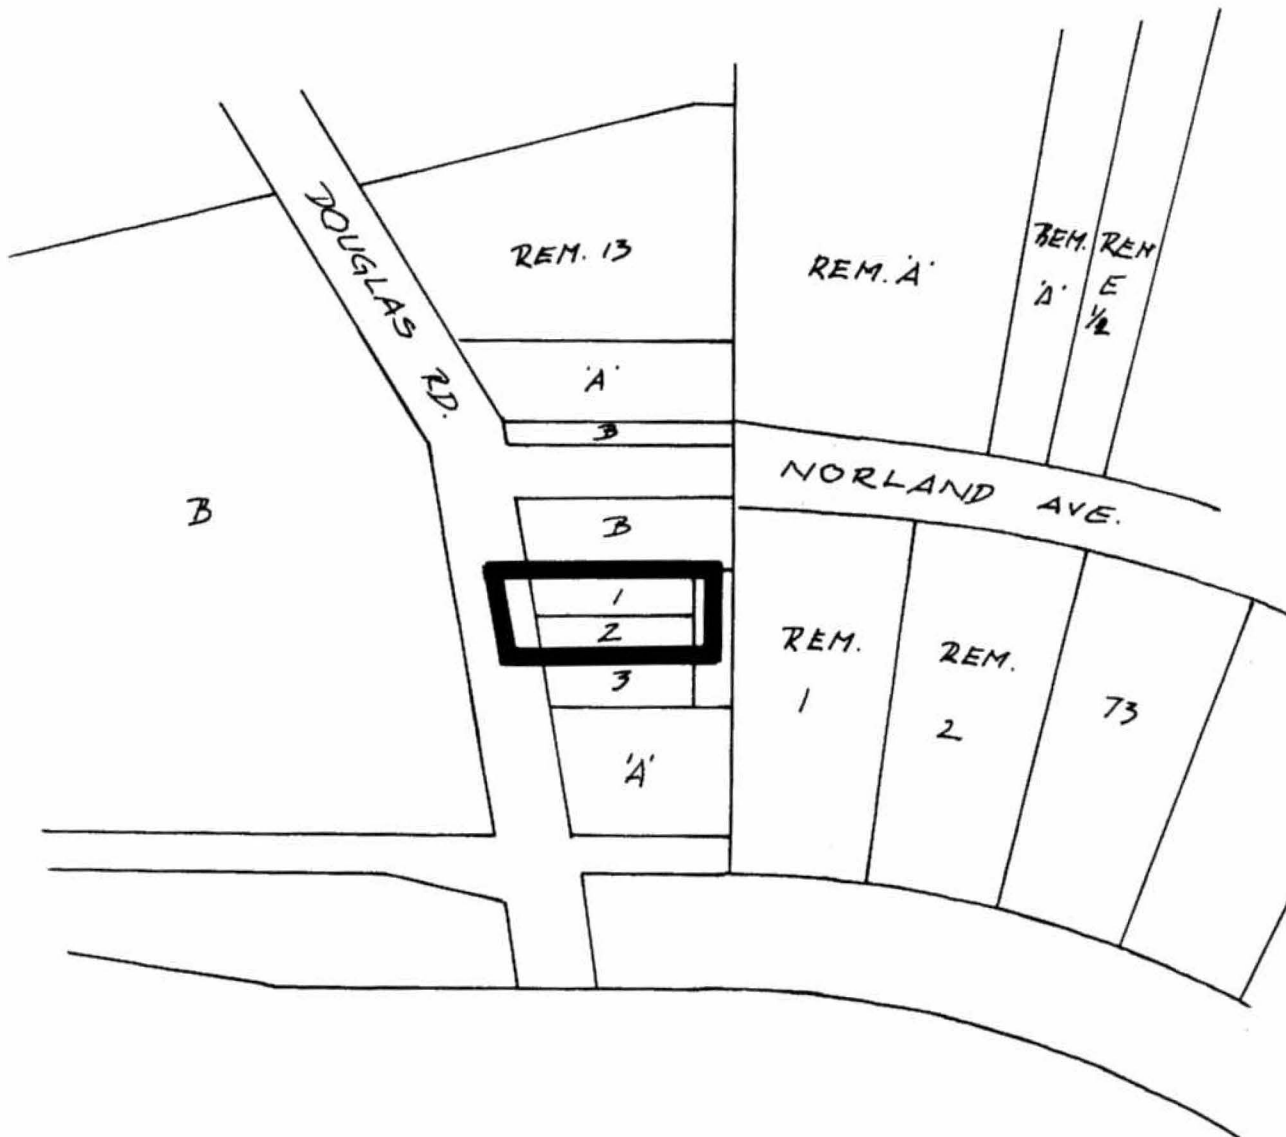 DOUGLAS RD.
REM. 13
REM. 'A'
REM.
'A'
REM
E
1/2
'A'
B
NORLAND AVE.
B
B
1
2
3
REM.
1
REM.
2
73
'A'